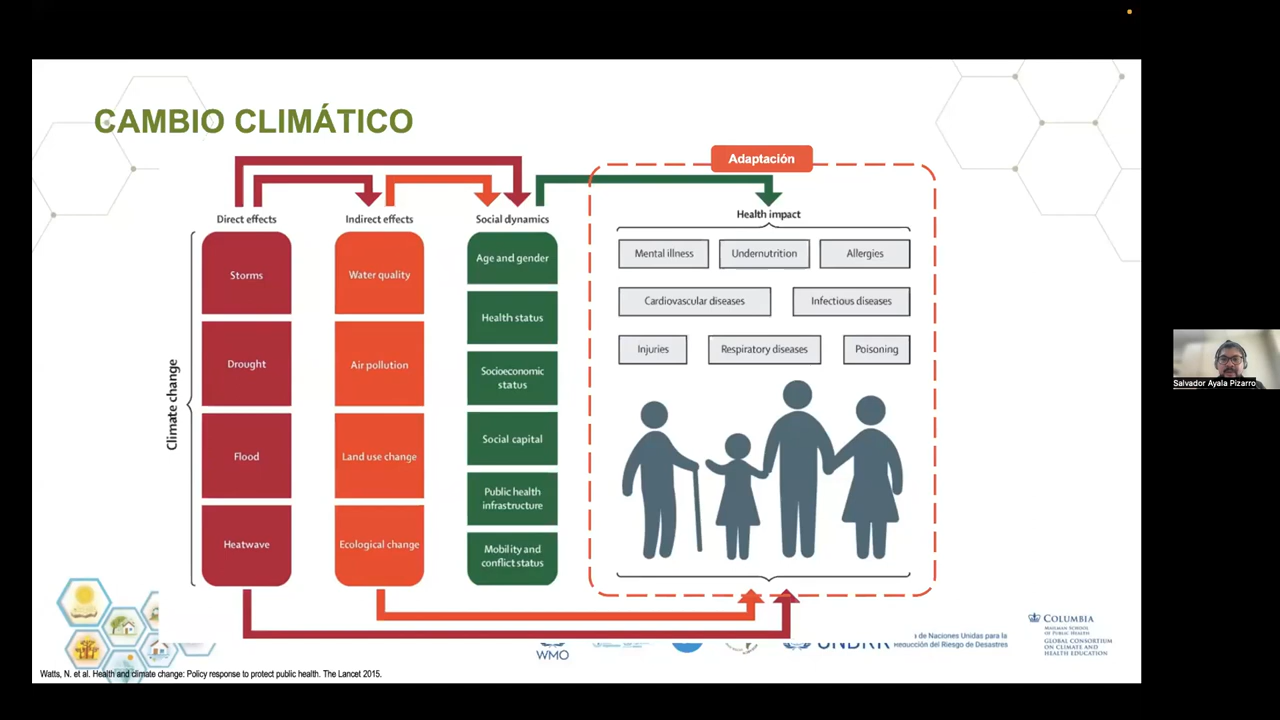 CAMBIO CLIMÁTICO
Adaptación
Direct effects
Indirect effects
Social dynamics
Health impact
Climate change
Storms
Drought
Flood
Heatwave
Water quality
Air pollution
Land use change
Ecological change
Age and gender
Health status
Socioeconomic
status
Social capital
Public health
infrastructure
Mobility and
conflict status
Mental illness
Undernutrition
Allergies
Cardiovascular diseases
Infectious diseases
Injuries
Respiratory diseases
Poisoning
Salvador Ayala Pizarro
WMO
UNDRR
de Naciones Unidas para la
Reducción del Riesgo de Desastres
COLUMBIA
MAILMAN SCHOOL
OF PUBLIC HEALTH
GLOBAL CONSORTIUM
ON CLIMATE AND
HEALTH EDUCATION
Watts, N. et al. Health and climate change: Policy response to protect public health. The Lancet 2015.